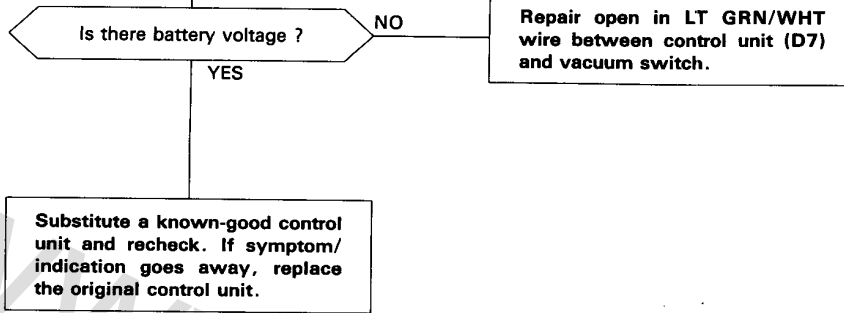 Is there battery voltage ?
NO
Repair open in LT GRN/WHT
wire between control unit (D7)
and vacuum switch.
YES
Substitute a known-good control
unit and recheck. If symptom/
indication goes away, replace
the original control unit.